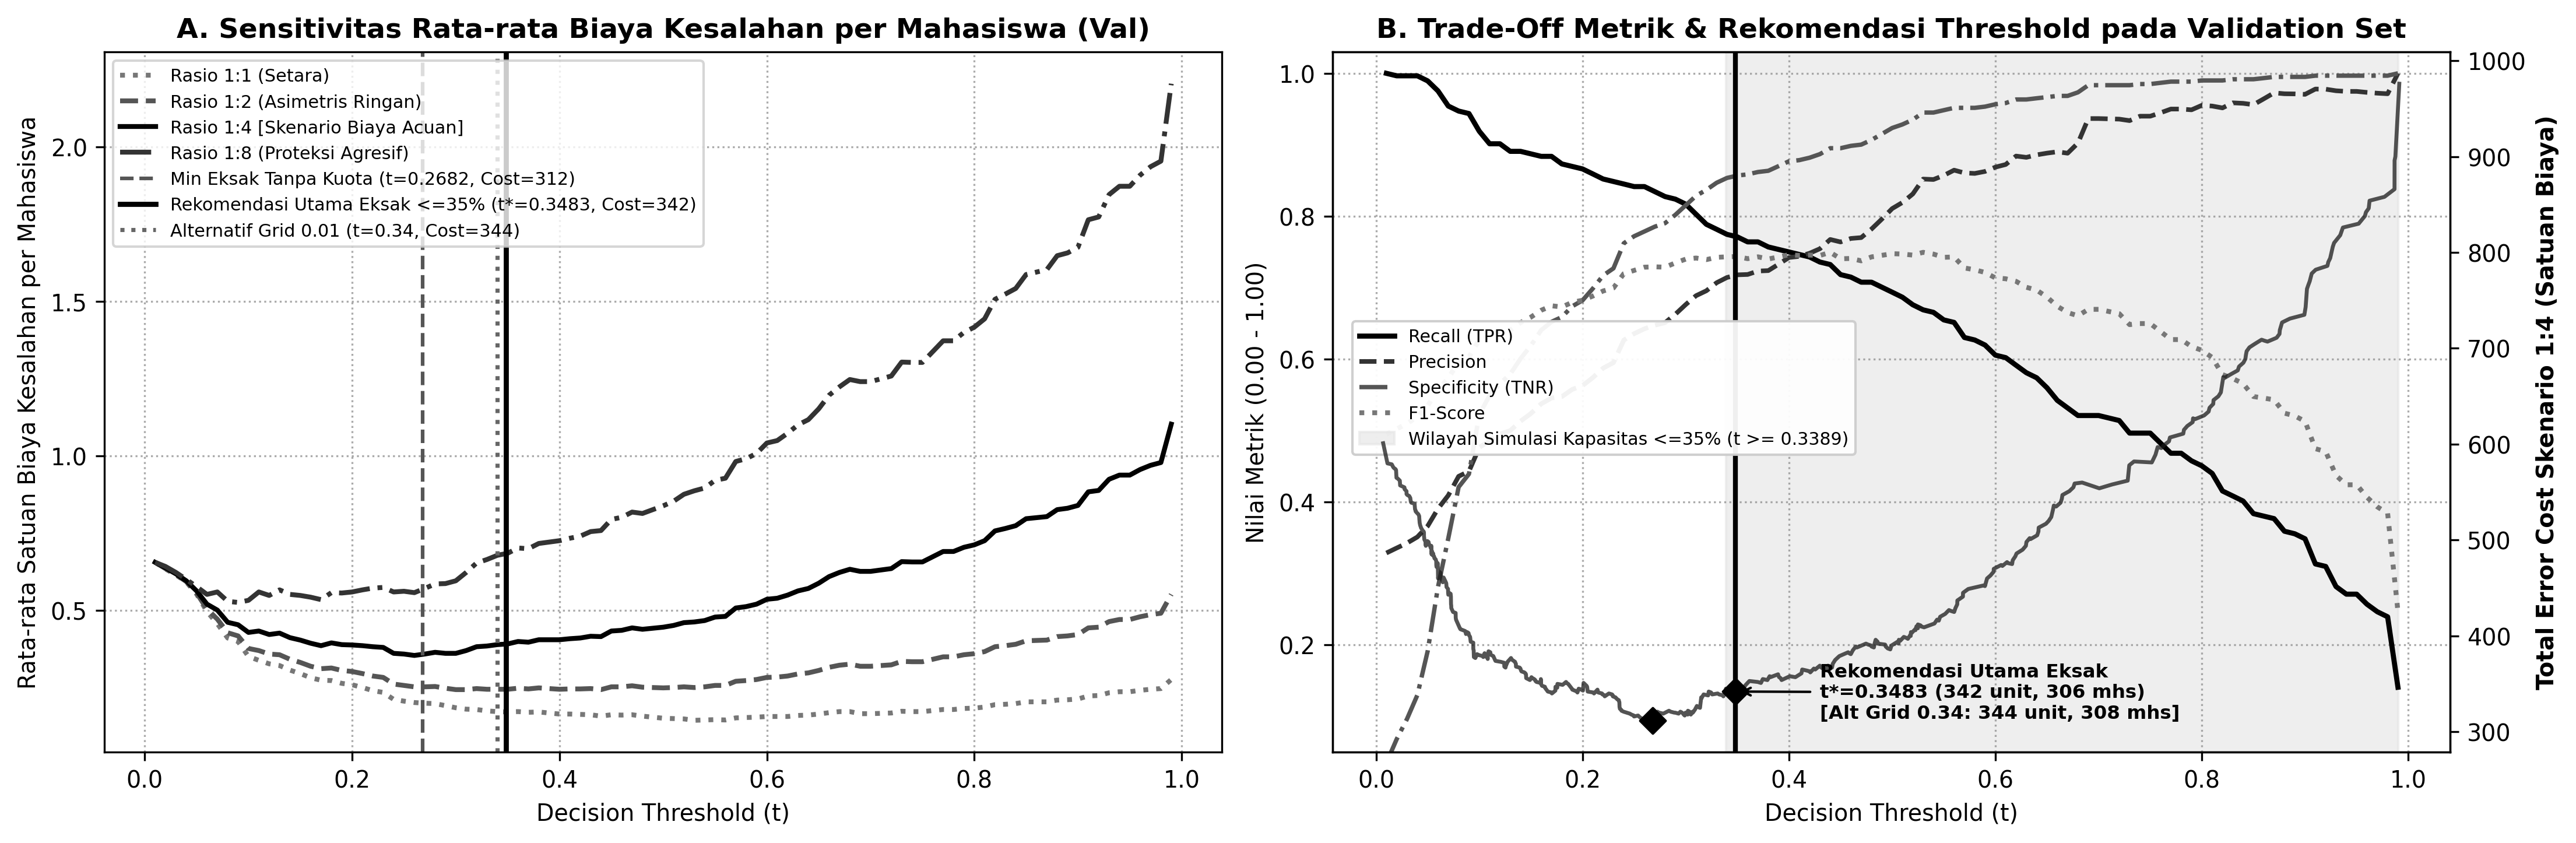 A. Sensitivitas Rata-rata Biaya Kesalahan per Mahasiswa (Val)
Rata-rata Satuan Biaya Kesalahan per Mahasiswa
2.0
1.5
1.0
0.5
Rasio 1:1 (Setara)
Rasio 1:2 (Asimetris Ringan)
Rasio 1:4 [Skenario Biaya Acuan]
Rasio 1:8 (Proteksi Agresif)
Min Eksak Tanpa Kuota (t=0.2682, Cost=312)
Rekomendasi Utama Eksak <=35% (t*=0.3483, Cost=342)
Alternatif Grid 0.01 (t=0.34, Cost=344)
0.0 0.2 0.4 0.6 0.8 1.0
Decision Threshold (t)
B. Trade-Off Metrik & Rekomendasi Threshold pada Validation Set
Nilai Metrik (0.00 - 1.00)
1.0
0.8
0.6
0.4
0.2
Recall (TPR)
Precision
Specificity (TNR)
F1-Score
Wilayah Simulasi Kapasitas <=35% (t >= 0.3389)
Rekomendasi Utama Eksak
t*=0.3483 (342 unit, 306 mhs)
[Alt Grid 0.34: 344 unit, 308 mhs]
0.0 0.2 0.4 0.6 0.8 1.0
Decision Threshold (t)
1000
900
800
700
600
500
400
300
Total Error Cost Skenario 1:4 (Satuan Biaya)